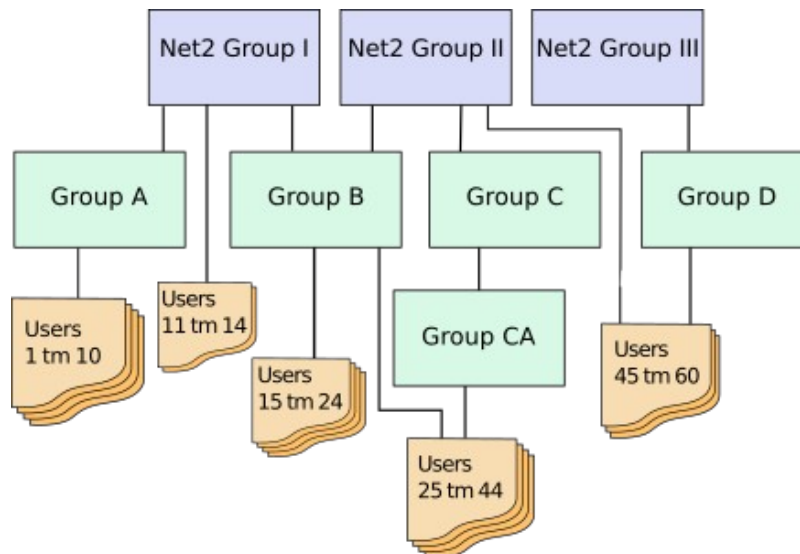 Net2 Group I
Net2 Group II
Net2 Group III
Group A
Group B
Group C
Group D
Users
1 tm 10
Users
11 tm 14
Users
15 tm 24
Group CA
Users
45 tm 60
Users
25 tm 44